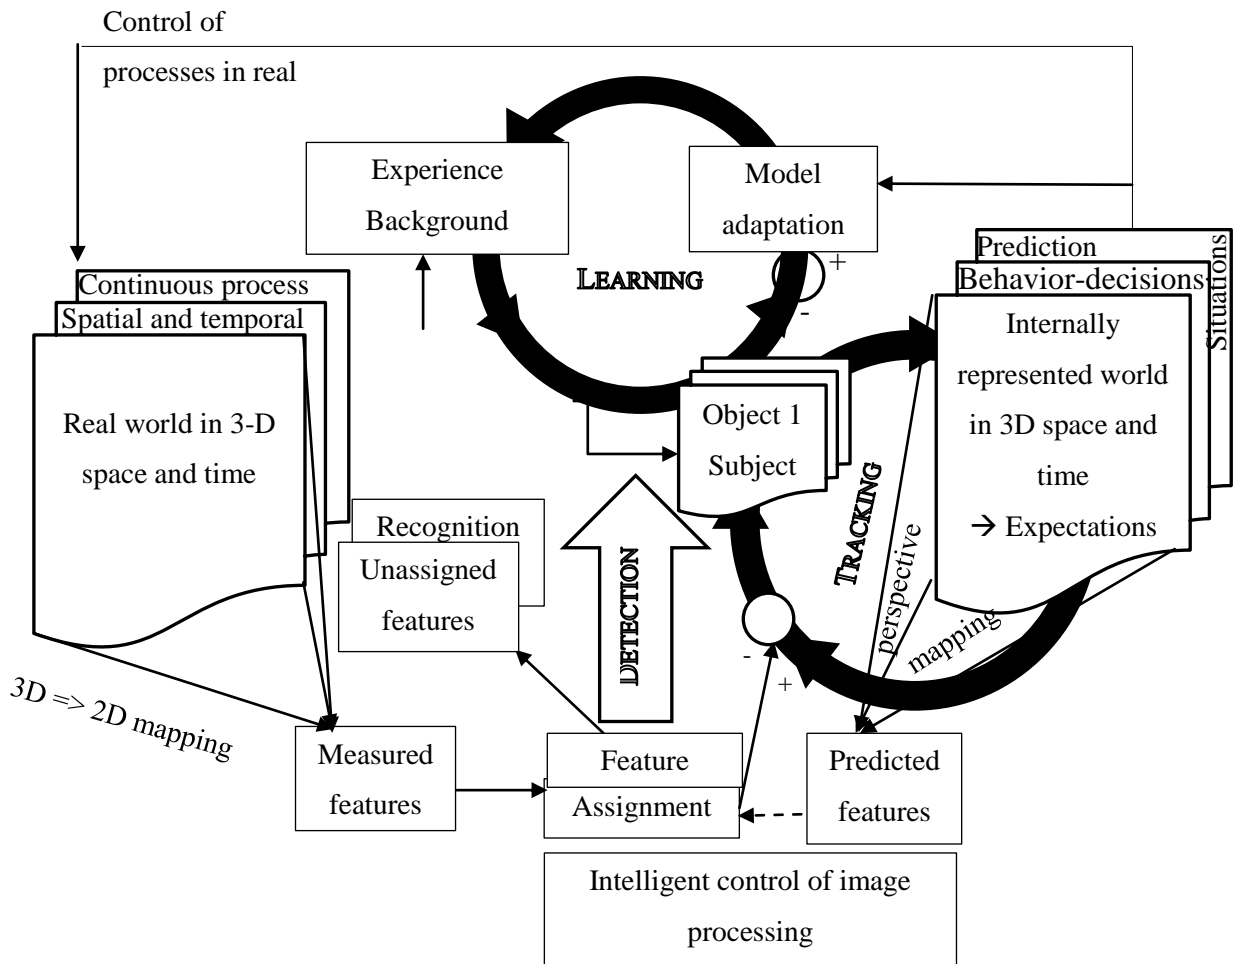 Control of
processes in real
Experience
Background
Model
adaptation
LEARNING
+
-
Continuous process
Spatial and temporal
Real world in 3-D
space and time
Prediction
Behavior-decisions
Situations
Internally
represented world
in 3D space and
time
→ Expectations
Object 1
Subject
TRACKING
DETECTION
Recognition
Unassigned
features
perspective
mapping
-
+
3D => 2D mapping
Measured
features
Feature
Assignment
Predicted
features
Intelligent control of image
processing